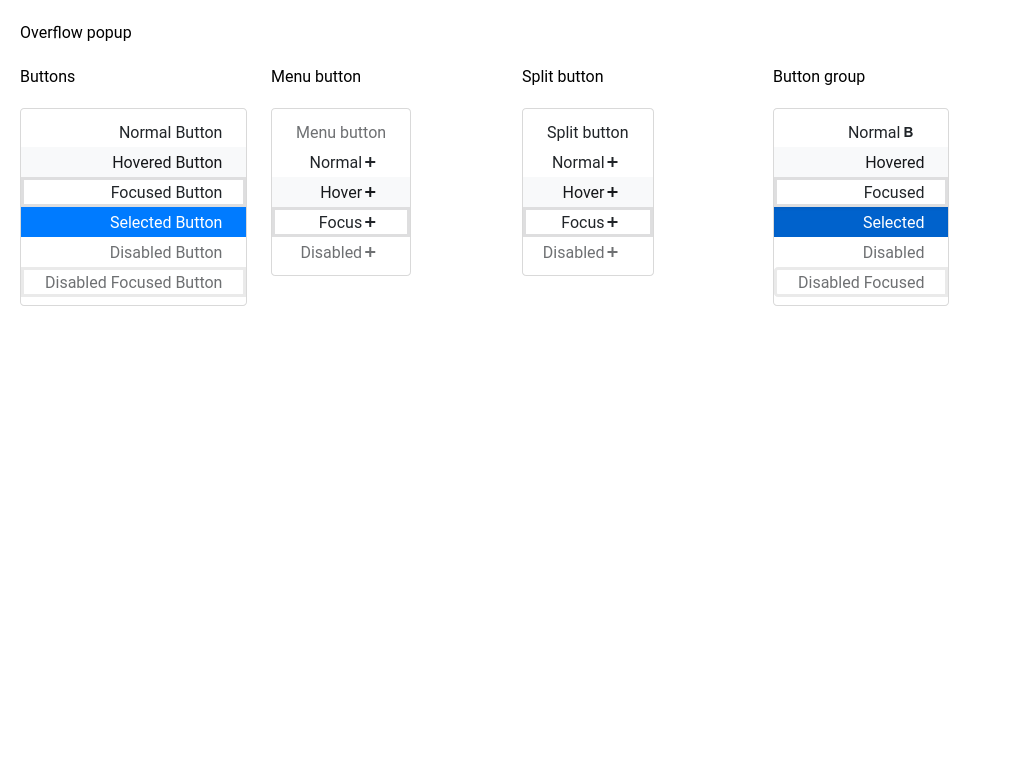 Overflow popup
Buttons
Normal Button
Hovered Button
Focused Button
Selected Button
Disabled Button
Disabled Focused Button
Menu button
Menu button
Normal
Hover
Focus
Disabled
Split button
Split button
Normal
Hover
Focus
Disabled
Button group
Normal B
Hovered
Focused
Selected
Disabled
Disabled Focused